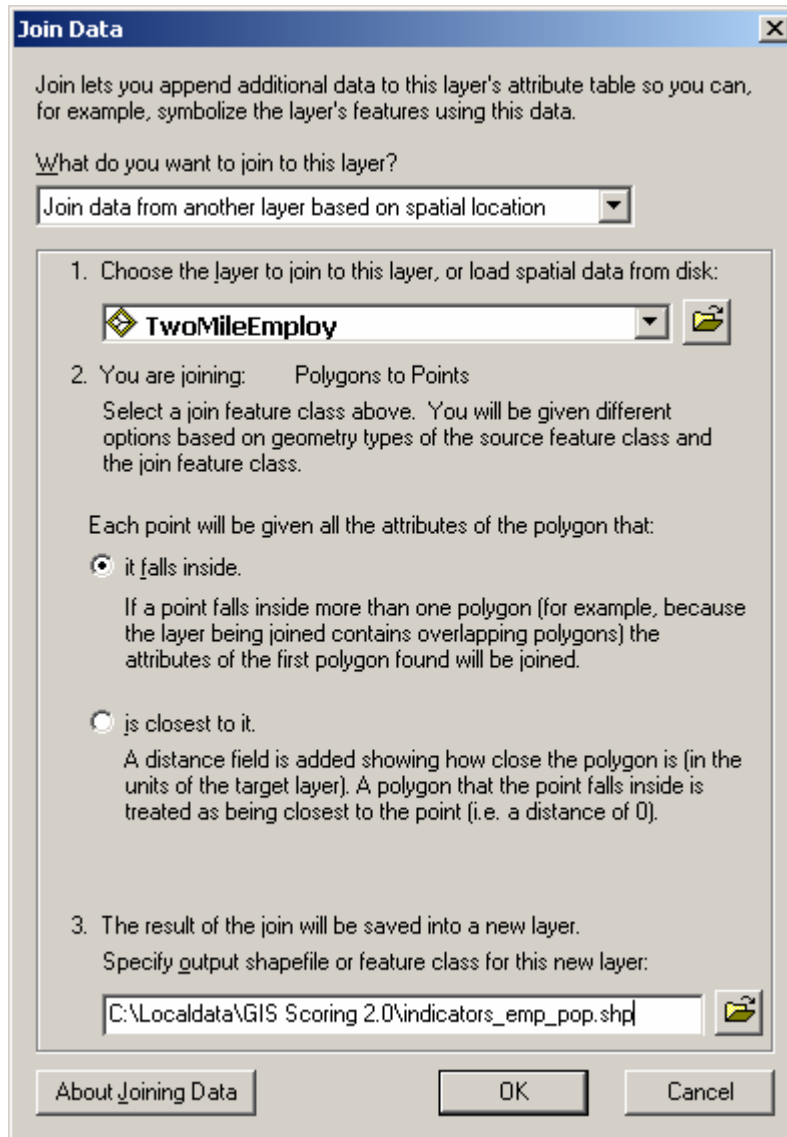 Join Data
Join lets you append additional data to this layer's attribute table so you can,
for example, symbolize the layer's features using this data.
What do you want to join to this layer?
Join data from another layer based on spatial location
1. Choose the layer to join to this layer, or load spatial data from disk:
TwoMileEmploy
2. You are joining: Polygons to Points
Select a join feature class above. You will be given different
options based on geometry types of the source feature class and
the join feature class.
Each point will be given all the attributes of the polygon that:
it falls inside.
If a point falls inside more than one polygon (for example, because
the layer being joined contains overlapping polygons) the
attributes of the first polygon found will be joined.
is closest to it.
A distance field is added showing how close the polygon is (in the
units of the target layer). A polygon that the point falls inside is
treated as being closest to the point (i.e. a distance of 0).
3. The result of the join will be saved into a new layer.
Specify output shapefile or feature class for this new layer:
C:\Localdata\GIS Scoring 2.0\indicators_emp_pop.shp
About Joining Data OK Cancel